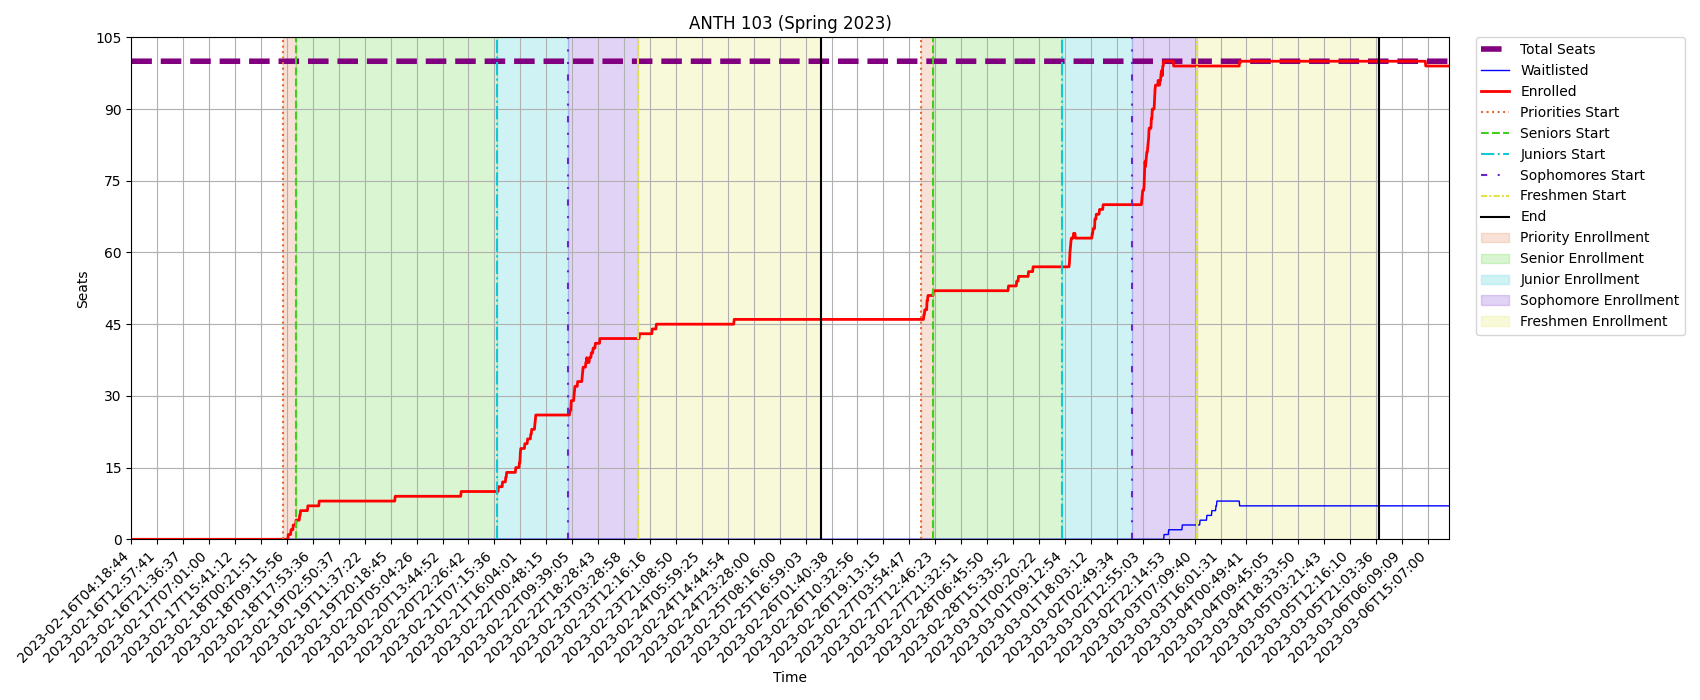 ANTH 103 (Spring 2023)
105
90
75
60
45
30
15
0
Seats
2023-02-16T04:18:44
2023-02-16T12:57:41
2023-02-16T21:36:37
2023-02-17T07:01:00
2023-02-17T15:41:12
2023-02-18T00:21:51
2023-02-18T09:15:56
2023-02-18T17:53:36
2023-02-19T02:50:37
2023-02-19T11:37:22
2023-02-19T20:18:45
2023-02-20T05:04:26
2023-02-20T13:44:52
2023-02-20T22:26:42
2023-02-21T07:15:36
2023-02-21T16:04:01
2023-02-22T00:48:15
2023-02-22T09:39:05
2023-02-22T18:28:43
2023-02-23T03:28:58
2023-02-23T12:16:16
2023-02-23T21:08:50
2023-02-24T05:59:25
2023-02-24T14:44:54
2023-02-24T23:28:00
2023-02-25T08:16:00
2023-02-25T16:59:03
2023-02-26T01:40:38
2023-02-26T10:32:56
2023-02-26T19:13:15
2023-02-27T03:54:47
2023-02-27T12:46:23
2023-02-27T21:32:51
2023-02-28T06:45:50
2023-02-28T15:33:52
2023-03-01T00:20:22
2023-03-01T09:12:54
2023-03-01T18:03:12
2023-03-02T02:49:34
2023-03-02T12:55:03
2023-03-02T22:14:53
2023-03-03T07:09:40
2023-03-03T16:01:31
2023-03-04T00:49:41
2023-03-04T09:45:05
2023-03-04T18:33:50
2023-03-05T03:21:43
2023-03-05T12:16:10
2023-03-05T21:03:36
2023-03-06T06:09:09
2023-03-06T15:07:00
Time
Total Seats
Waitlisted
Enrolled
Priorities Start
Seniors Start
Juniors Start
Sophomores Start
Freshmen Start
End
Priority Enrollment
Senior Enrollment
Junior Enrollment
Sophomore Enrollment
Freshmen Enrollment